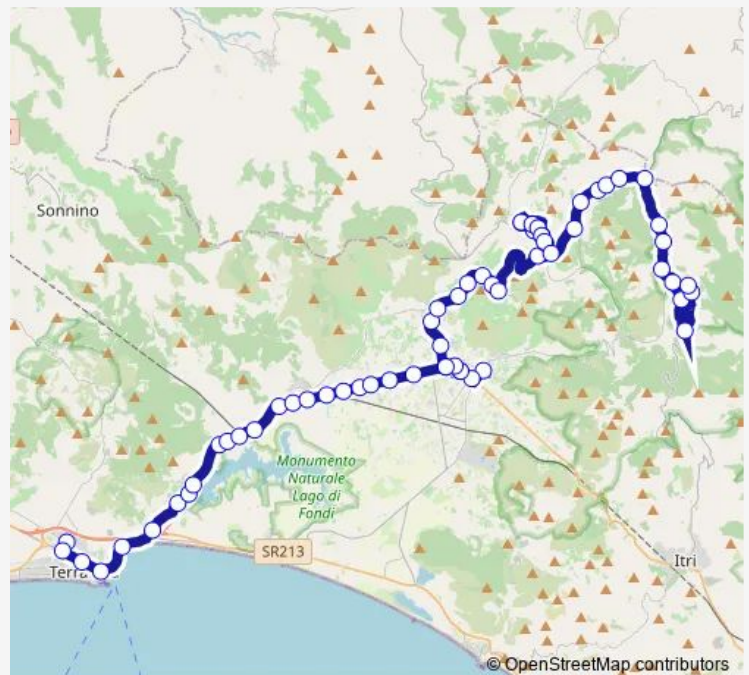 Sonnino
Monumento
Naturale
Lago di
Fondi
SR213
Itri
© OpenStreetMap contributors